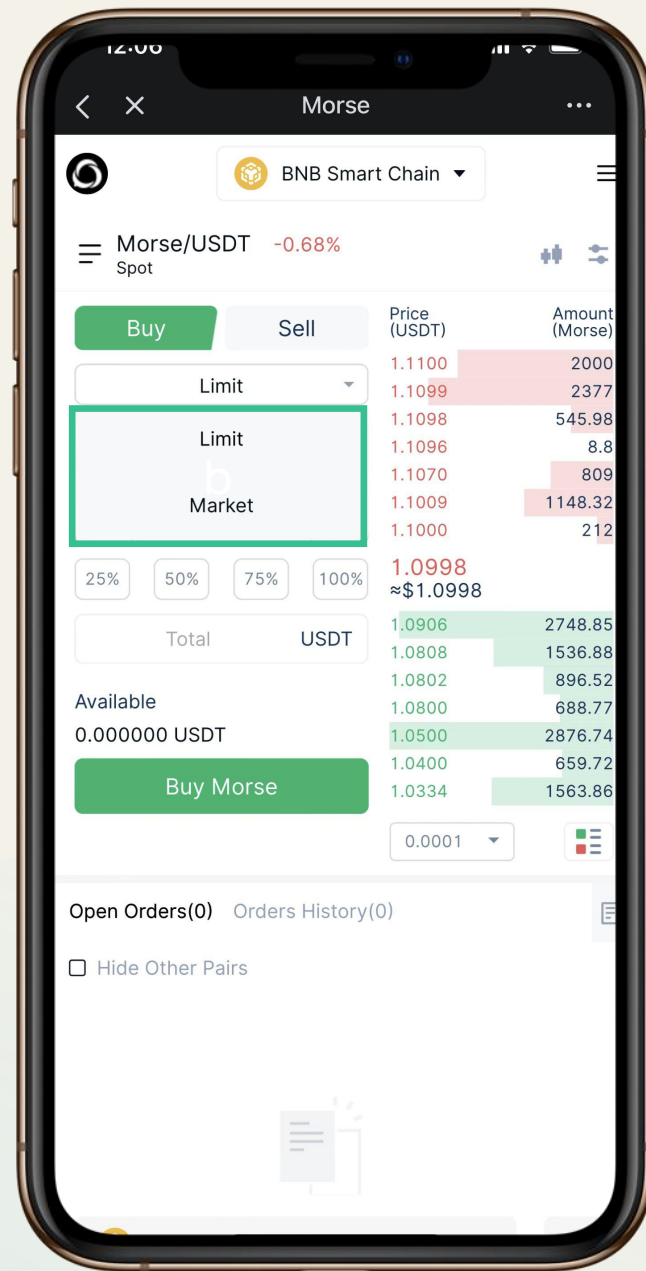 12:06
Morse
BNB Smart Chain
Morse/USDT -0.68%
Spot
Buy
Sell
Limit
Limit
b
Market
25% 50% 75% 100%
Total USDT
Available
0.000000 USDT
Buy Morse
Price (USDT) Amount (Morse)
1.1100 2000
1.1099 2377
1.1098 545.98
1.1096 8.8
1.1070 809
1.1009 1148.32
1.1000 212
1.0998
≈$1.0998
1.0906 2748.85
1.0808 1536.88
1.0802 896.52
1.0800 688.77
1.0500 2876.74
1.0400 659.72
1.0334 1563.86
0.0001
Open Orders(0) Orders History(0)
Hide Other Pairs